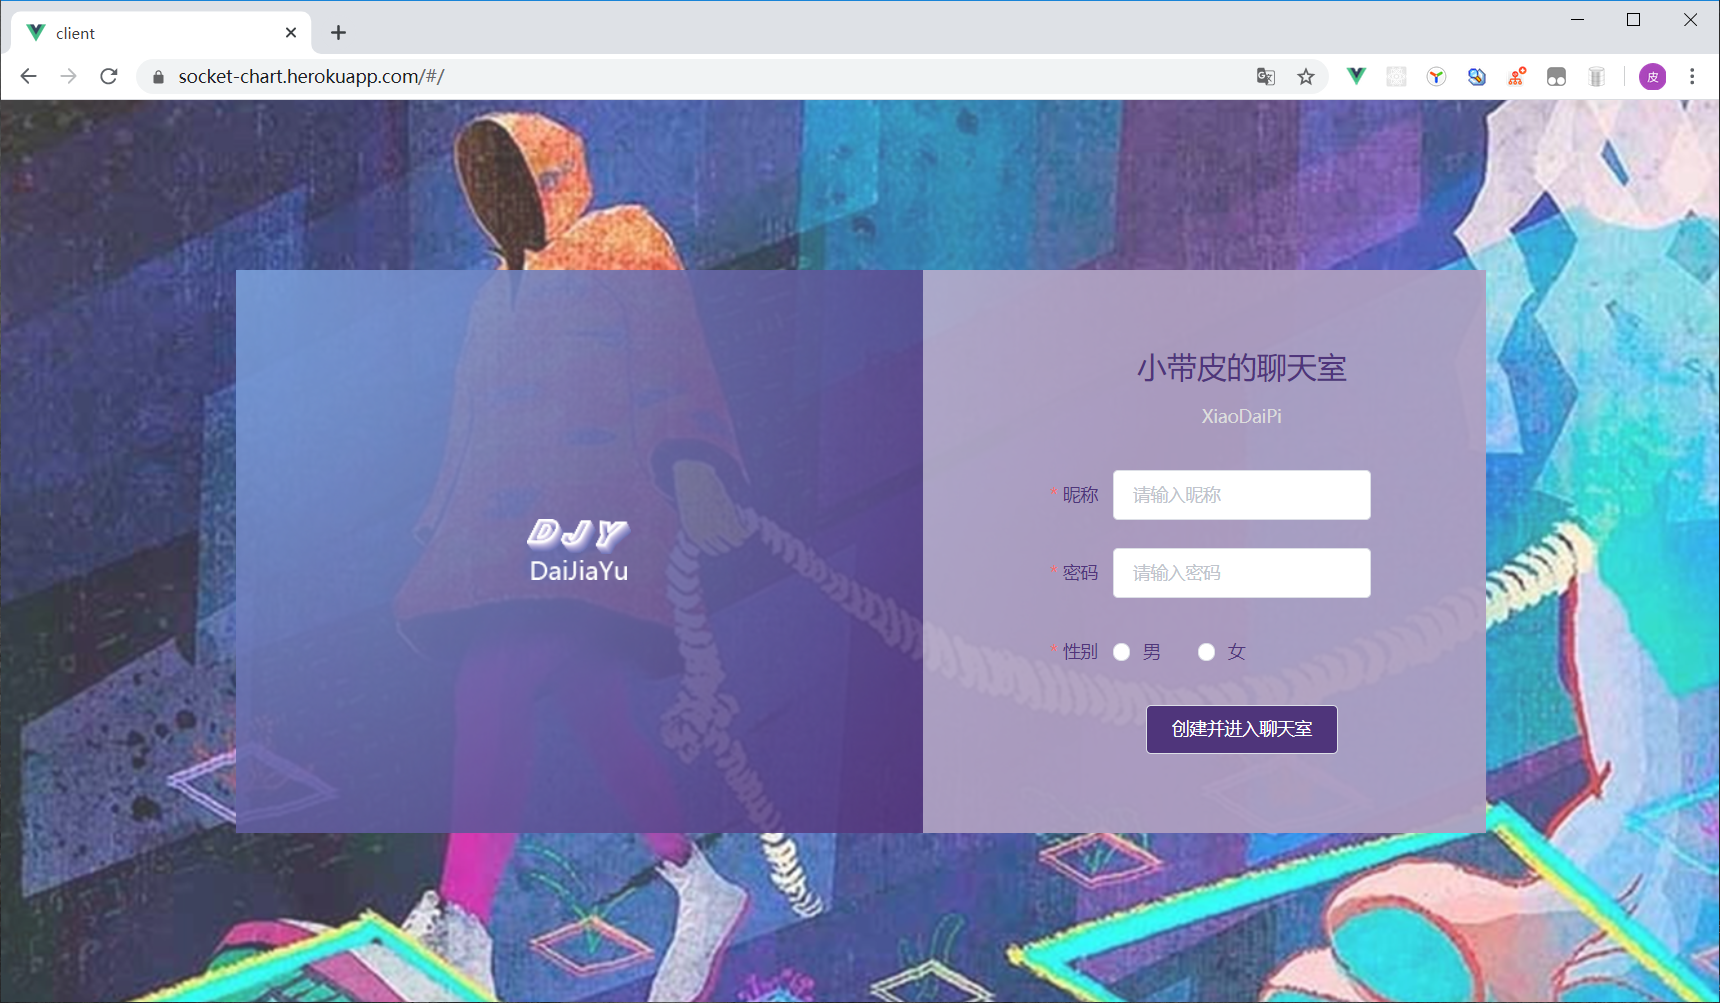 client
socket-chart.herokuapp.com/#/
皮
DJY
DaiJiaYu
小带皮的聊天室
XiaoDaiPi
* 昵称 请输入昵称
* 密码 请输入密码
* 性别 男 女
创建并进入聊天室